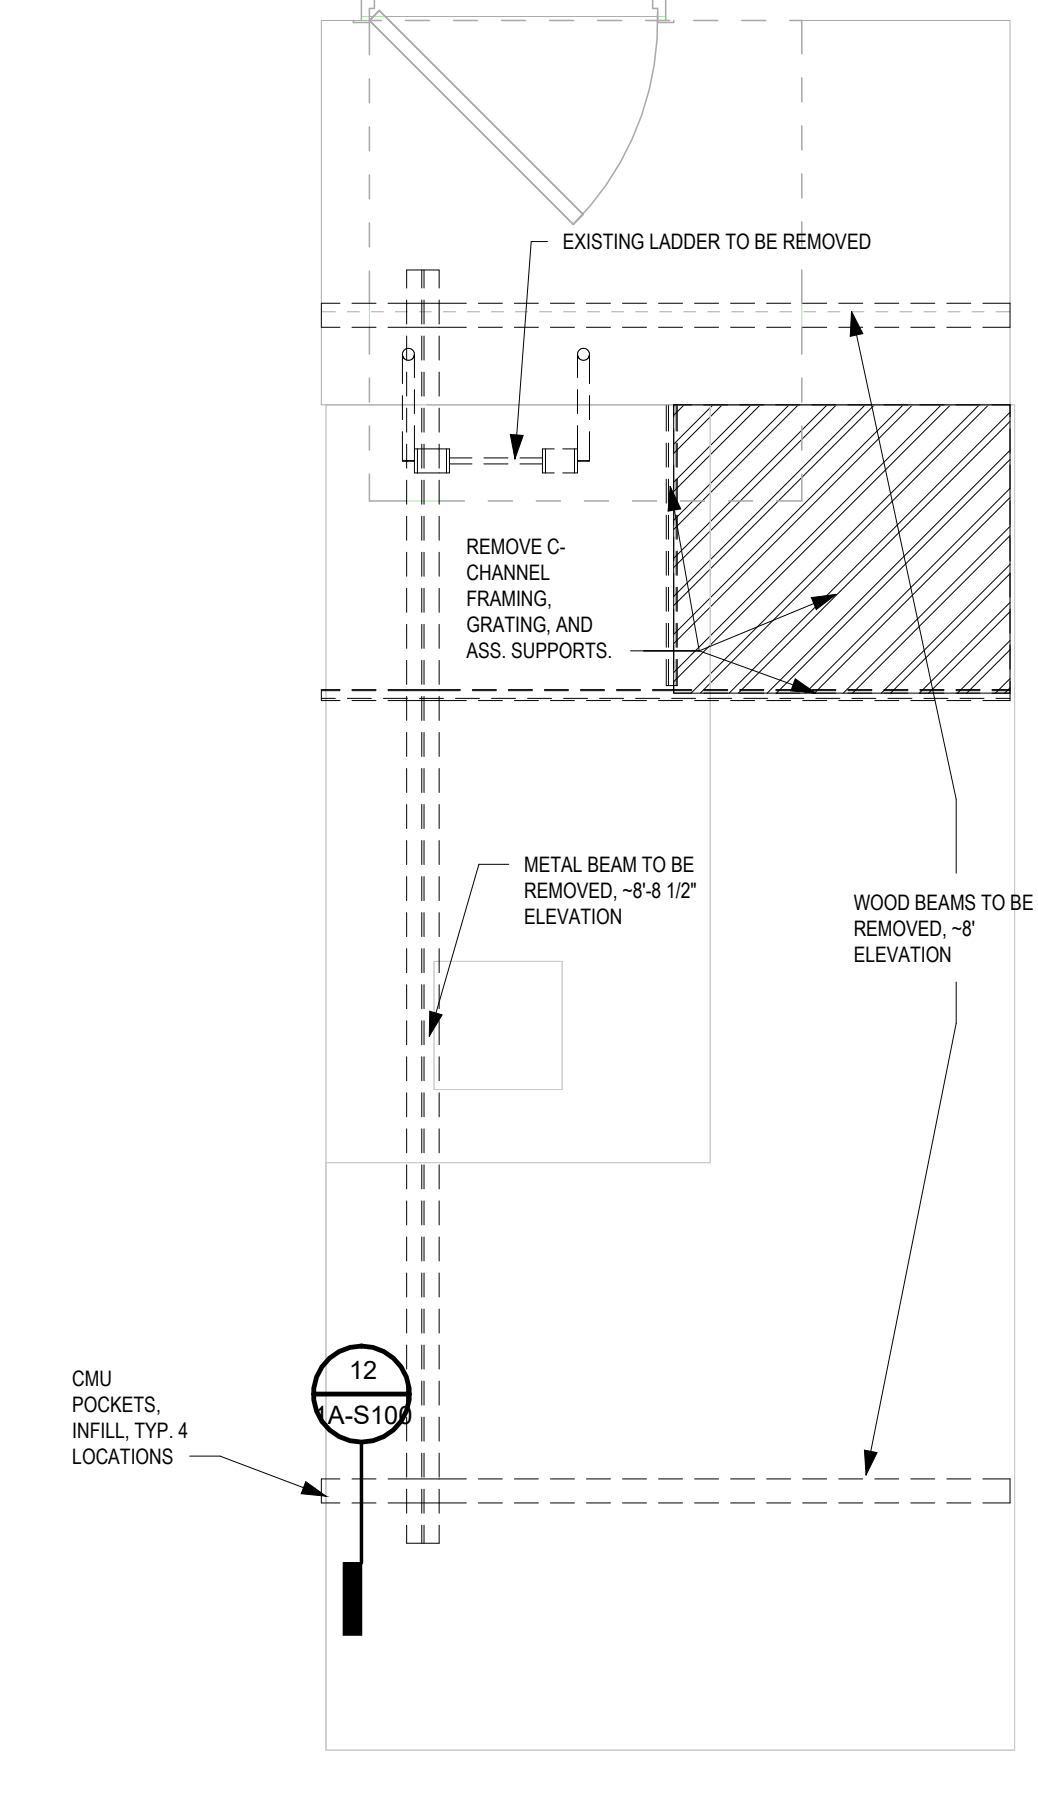 EXISTING LADDER TO BE REMOVED
REMOVE C-
CHANNEL
FRAMING,
GRATING, AND
ASS. SUPPORTS.
METAL BEAM TO BE
REMOVED, ~8'-8 1/2"
ELEVATION
WOOD BEAMS TO BE
REMOVED, ~8'
ELEVATION
12
1A-S100
CMU
POCKETS,
INFILL, TYP. 4
LOCATIONS